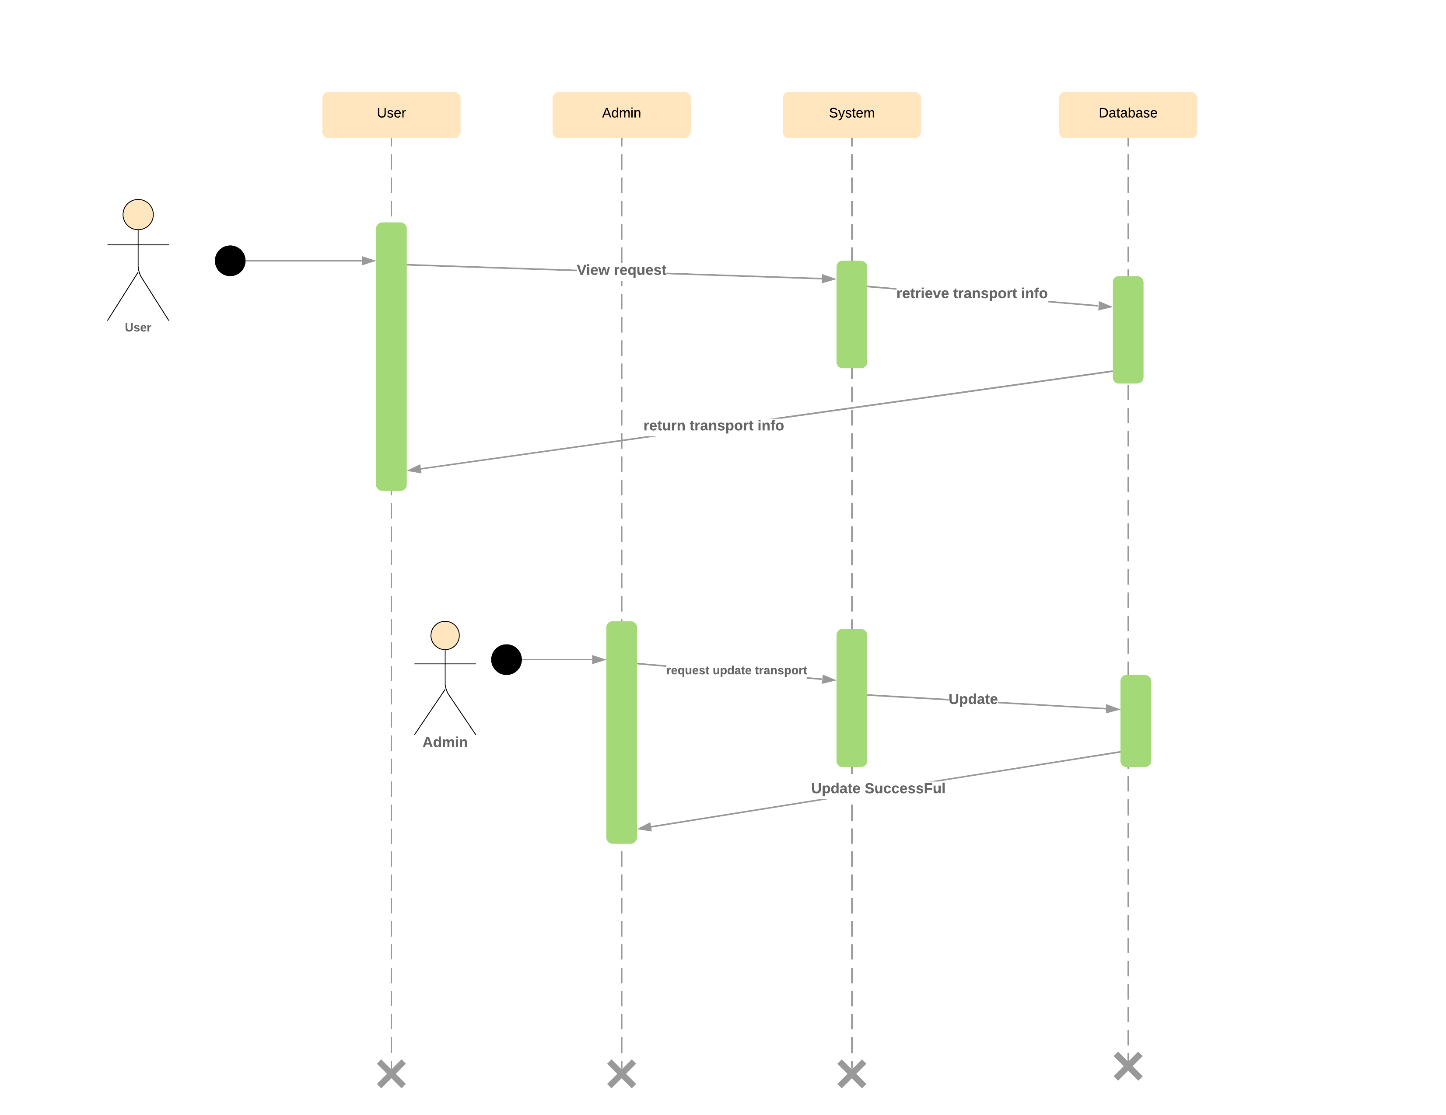 User
Admin
System
Database
User
View request
retrieve transport info
return transport info
Admin
request update transport
Update
Update SuccessFul